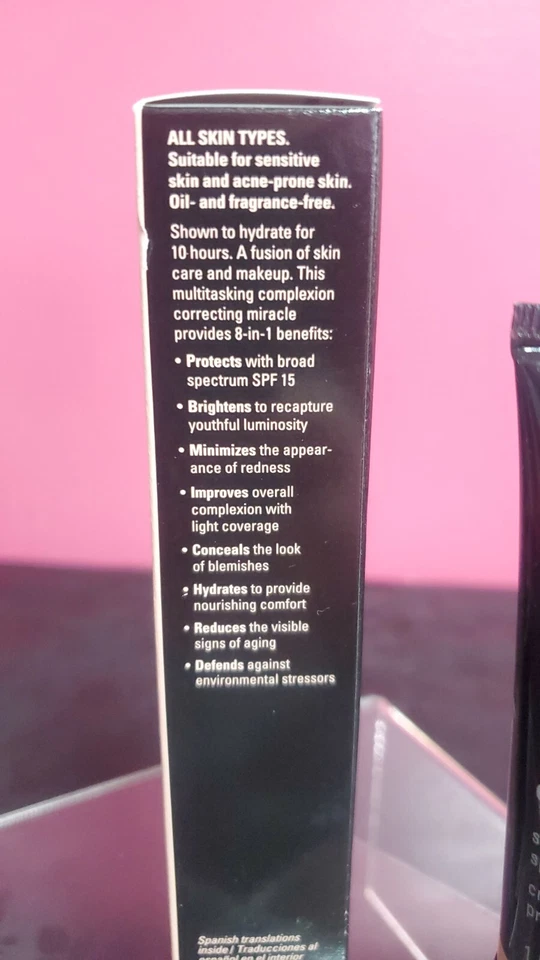 ALL SKIN TYPES.
Suitable for sensitive
skin and acne-prone skin.
Oil- and fragrance-free.
Shown to hydrate for
10 hours. A fusion of skin
care and makeup. This
multitasking complexion
correcting miracle
provides 8-in-1 benefits:
• Protects with broad
spectrum SPF 15
• Brightens to recapture
youthful luminosity
• Minimizes the appear-
ance of redness
• Improves overall
complexion with
light coverage
• Conceals the look
of blemishes
• Hydrates to provide
nourishing comfort
• Reduces the visible
signs of aging
• Defends against
environmental stressors
Spanish translations
inside / Traducciones al
español en el interior